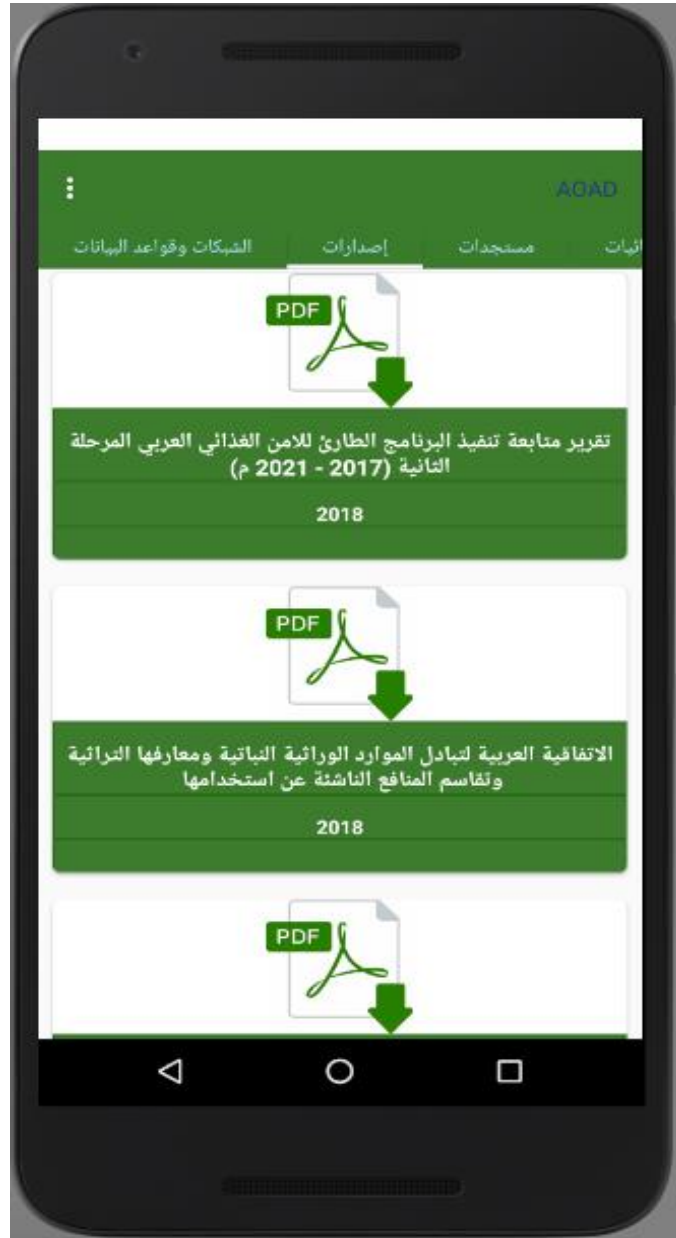 AOAD
مستجدات
إصدارات
الشبكات وقواعد البيانات
PDF
تقرير متابعة تنفيذ البرنامج الطارئ للامن الغذائي العربي المرحلة
الثانية (2017 - 2021 م)
2018
PDF
الاتفاقية العربية لتبادل الموارد الوراثية النباتية ومعارفها التراثية
وتقاسم المنافع الناشئة عن استخدامها
2018
PDF